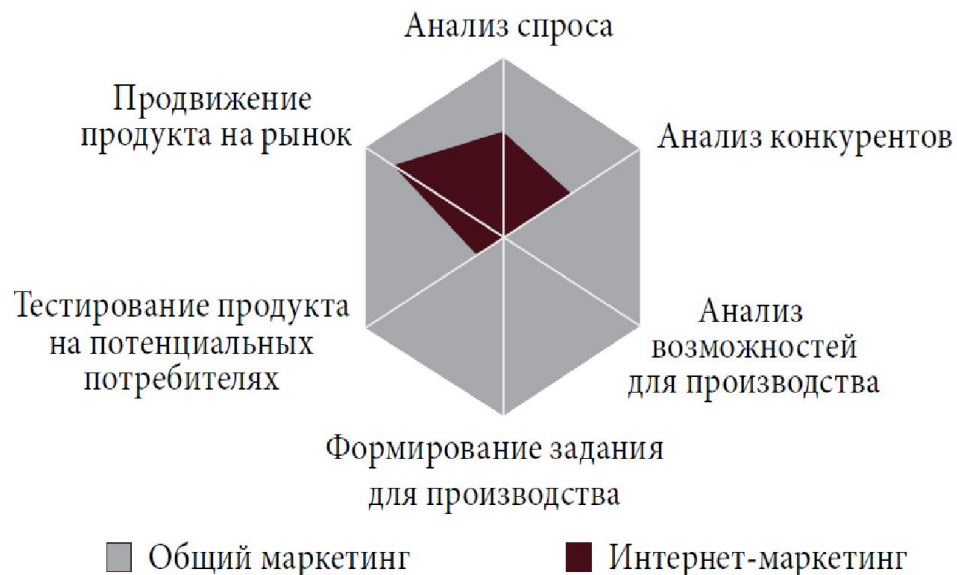 Анализ спроса
Продвижение
продукта на рынок
Анализ конкурентов
Тестирование продукта
на потенциальных
потребителях
Анализ
возможностей
для производства
Формирование задания
для производства
Общий маркетинг
Интернет-маркетинг